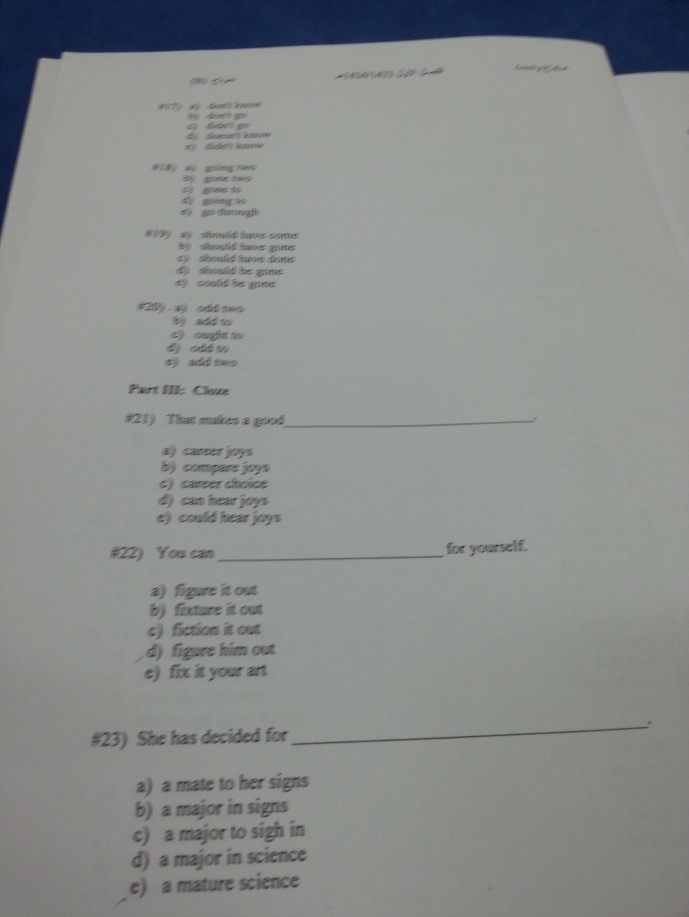 #17) a) don't know
b) don't go
c) didn't go
d) doesn't know
e) didn't know
#18) a) going two
b) gone two
c) gone to
d) going to
e) go through
#19) a) should have come
b) should have gone
c) should have done
d) should be gone
e) could be gone
#20) a) odd two
b) add to
c) ought to
d) odd to
e) add two
Part III: Cloze
#21) That makes a good
a) career joys
b) compare joys
c) career choice
d) can hear joys
e) could hear joys
#22) You can for yourself.
a) figure it out
b) fixture it out
c) fiction it out
d) figure him out
e) fix it your art
#23) She has decided for .
a) a mate to her signs
b) a major in signs
c) a major to sigh in
d) a major in science
e) a mature science